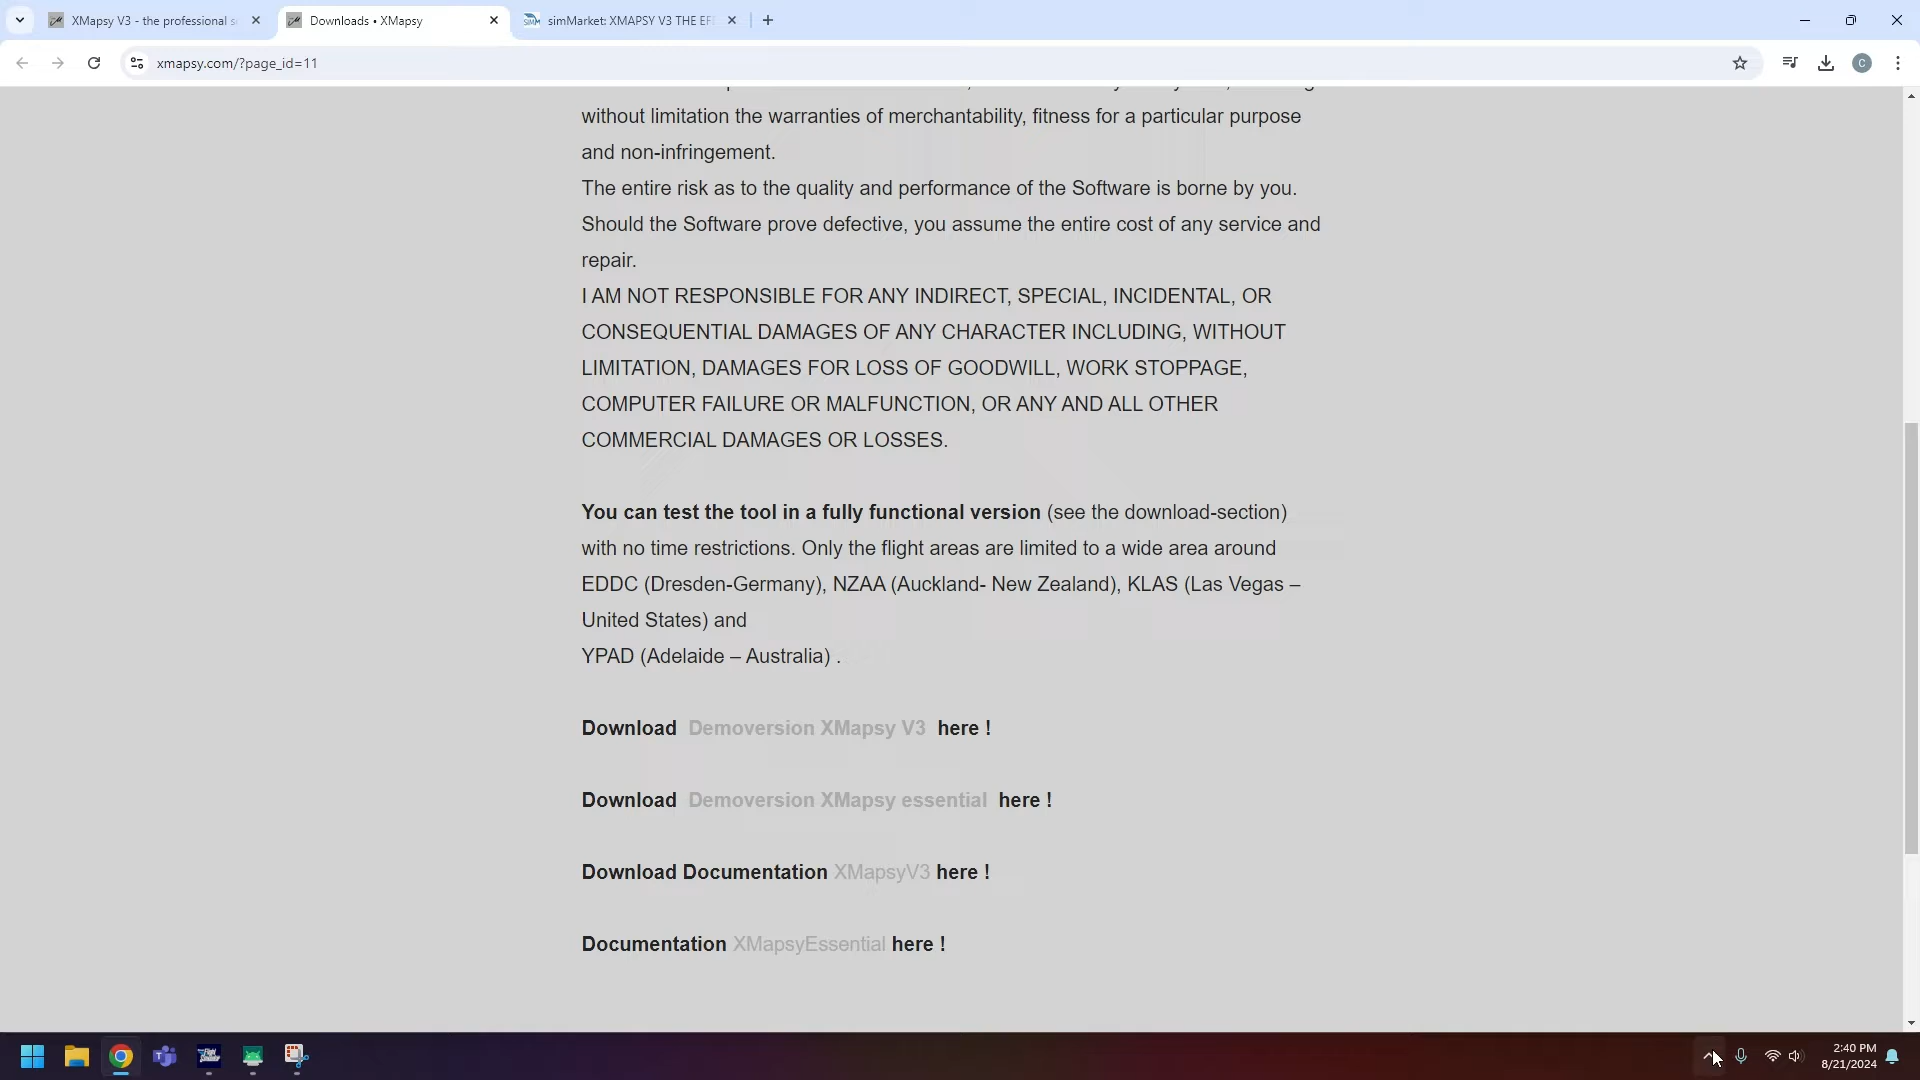 XMapsy V3 - the professional s
Downloads • XMapsy
simMarket: XMAPSY V3 THE EF
xmapsy.com/?page_id=11
C
without limitation the warranties of merchantability, fitness for a particular purpose
and non-infringement.
The entire risk as to the quality and performance of the Software is borne by you.
Should the Software prove defective, you assume the entire cost of any service and
repair.
I AM NOT RESPONSIBLE FOR ANY INDIRECT, SPECIAL, INCIDENTAL, OR
CONSEQUENTIAL DAMAGES OF ANY CHARACTER INCLUDING, WITHOUT
LIMITATION, DAMAGES FOR LOSS OF GOODWILL, WORK STOPPAGE,
COMPUTER FAILURE OR MALFUNCTION, OR ANY AND ALL OTHER
COMMERCIAL DAMAGES OR LOSSES.
You can test the tool in a fully functional version (see the download-section)
with no time restrictions. Only the flight areas are limited to a wide area around
EDDC (Dresden-Germany), NZAA (Auckland- New Zealand), KLAS (Las Vegas –
United States) and
YPAD (Adelaide – Australia) .
Download Demoversion XMapsy V3 here !
Download Demoversion XMapsy essential here !
Download Documentation XMapsyV3 here !
Documentation XMapsyEssential here !
2:40 PM
8/21/2024